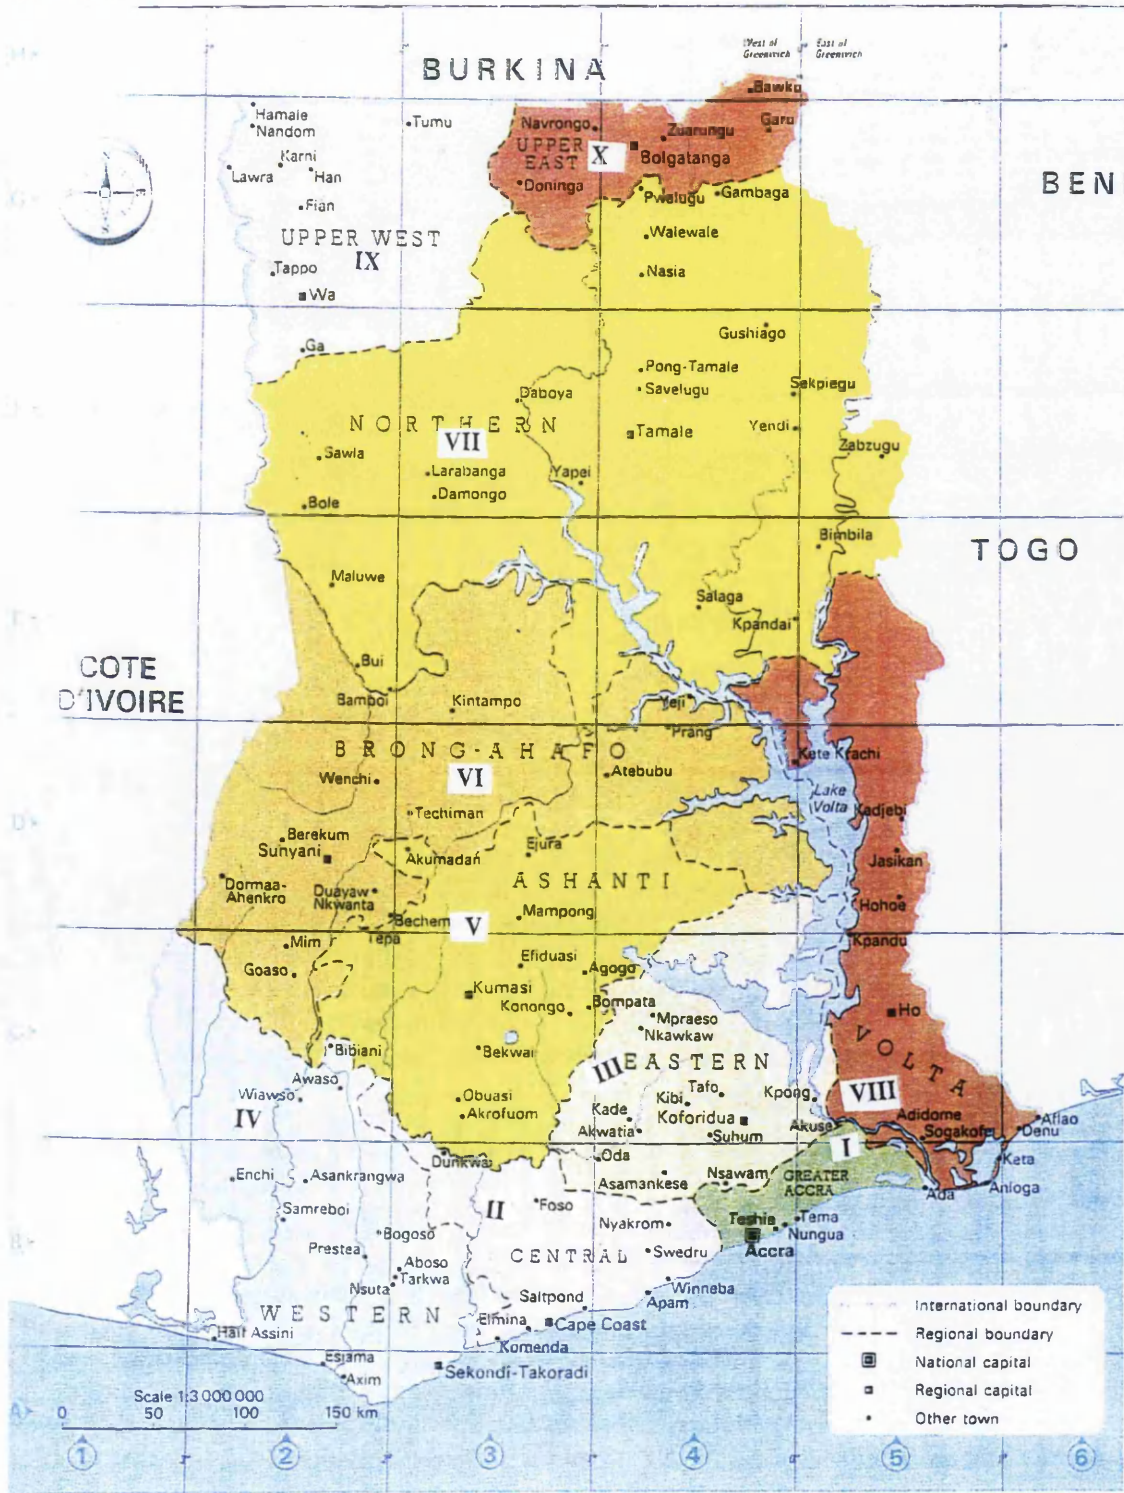 West of
Greenwich
East of
Greenwich
BURKINA
Bawku
Hamale
Nandom
Tumu
Navrongo
Zuarungu
Garu
UPPER
EAST
X
Bolgatanga
Karni
Lawra
Han
Doninga
Pwalugu
Gambaga
BEN
Fian
UPPER WEST
IX
Walewale
Tappo
Nasia
Wa
Gushiago
Ga
Pong-Tamale
Savelugu
Sekpiegu
Daboya
NORTHERN
VII
Tamale
Yendi
Zabzugu
Sawla
Larabanga
Yapei
Damongo
Bole
Bimbila
TOGO
Maluwe
Salaga
Kpandai
COTE
D'IVOIRE
Bui
Bamboi
Kintampo
Yeji
Prang
BRONG-AHAFO
VI
Kete Krachi
Wenchi
Atebubu
Lake
Volta
Techiman
Kadjebi
Berekum
Sunyani
Akumadan
Ejura
Jasikan
ASHANTI
Dormaa-
Ahenkro
Duayaw
Nkwanta
Hohoe
Bechem
Mampong
V
Tepa
Kpandu
Mim
Goaso
Efiduasi
Agogo
Kumasi
Konongo
Bompata
Ho
Mpraeso
Nkawkaw
Bibiani
Bekwai
III
EASTERN
VOLTA
Awaso
Wiawso
IV
Obuasi
Akrofuom
Tafo
Kibi
Kpong
VIII
Kade
Akwatia
Koforidua
Suhum
Akuse
Adidome
Sogakofe
Aflao
Denu
I
Dunkwa
Oda
Keta
Enchi
Asankrangwa
Asamankese
Nsawam
GREATER
ACCRA
Ada
Anloga
Samreboi
II
Foso
Nyakrom
Teshie
Tema
Nungua
Accra
Bogoso
Prestea
Aboso
Tarkwa
Nsuta
CENTRAL
Swedru
Winneba
Apam
WESTERN
Saltpond
Elmina
Cape Coast
Komenda
Half Assini
Esiama
Axim
Sekondi-Takoradi
International boundary
Regional boundary
National capital
Regional capital
Other town
Scale 1:3 000 000
0 50 100 150 km
1 2 3 4 5 6